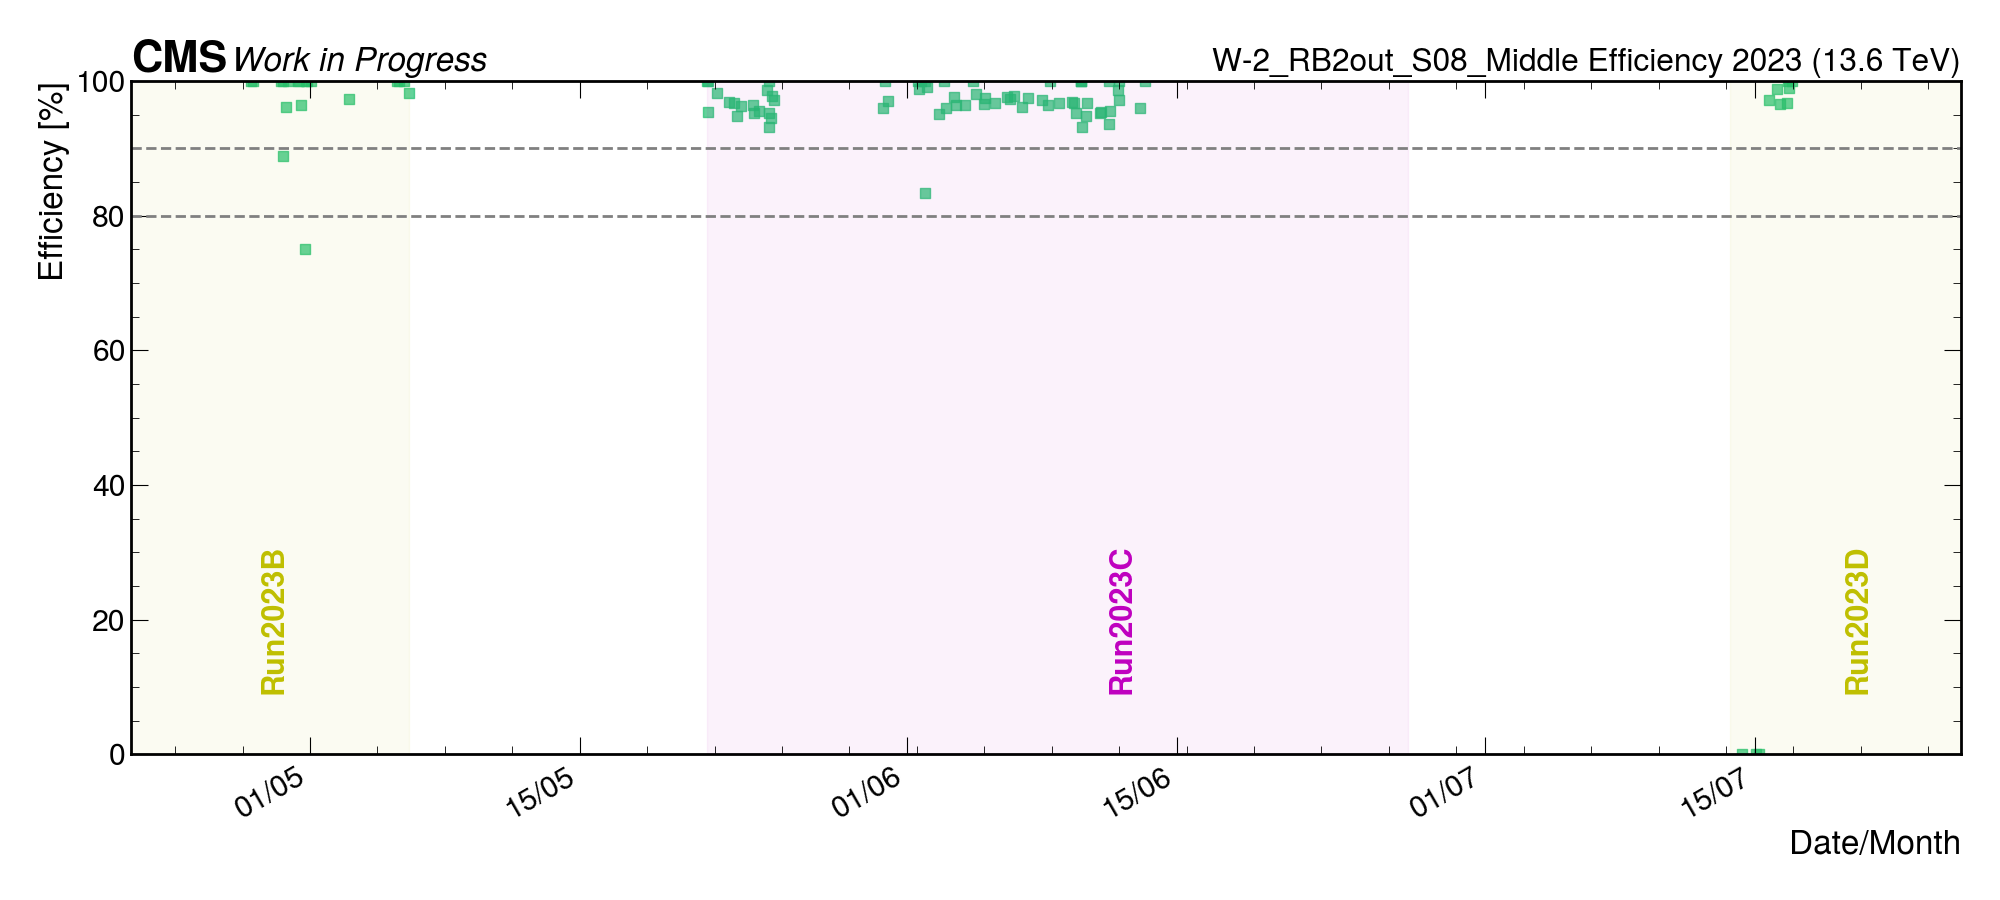 CMS Work in Progress
W-2_RB2out_S08_Middle Efficiency 2023 (13.6 TeV)
Efficiency [%]
100
80
60
40
20
0
Run2023B
Run2023C
Run2023D
01/05
15/05
01/06
15/06
01/07
15/07
Date/Month